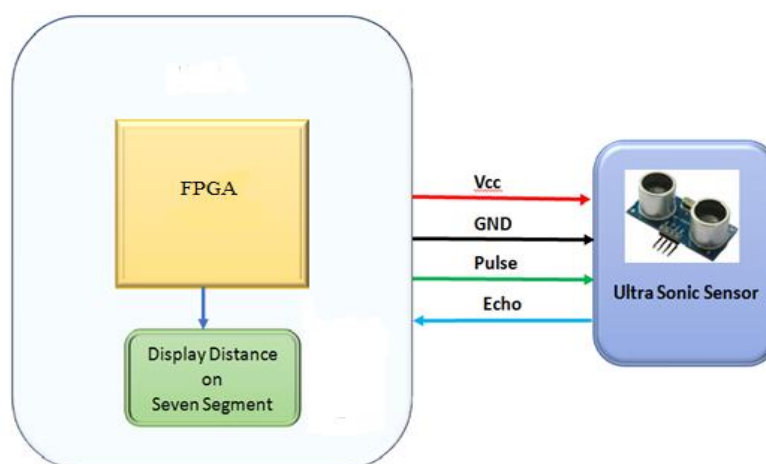 FPGA
Vcc
GND
Pulse
Echo
Ultra Sonic Sensor
Display Distance
on
Seven Segment